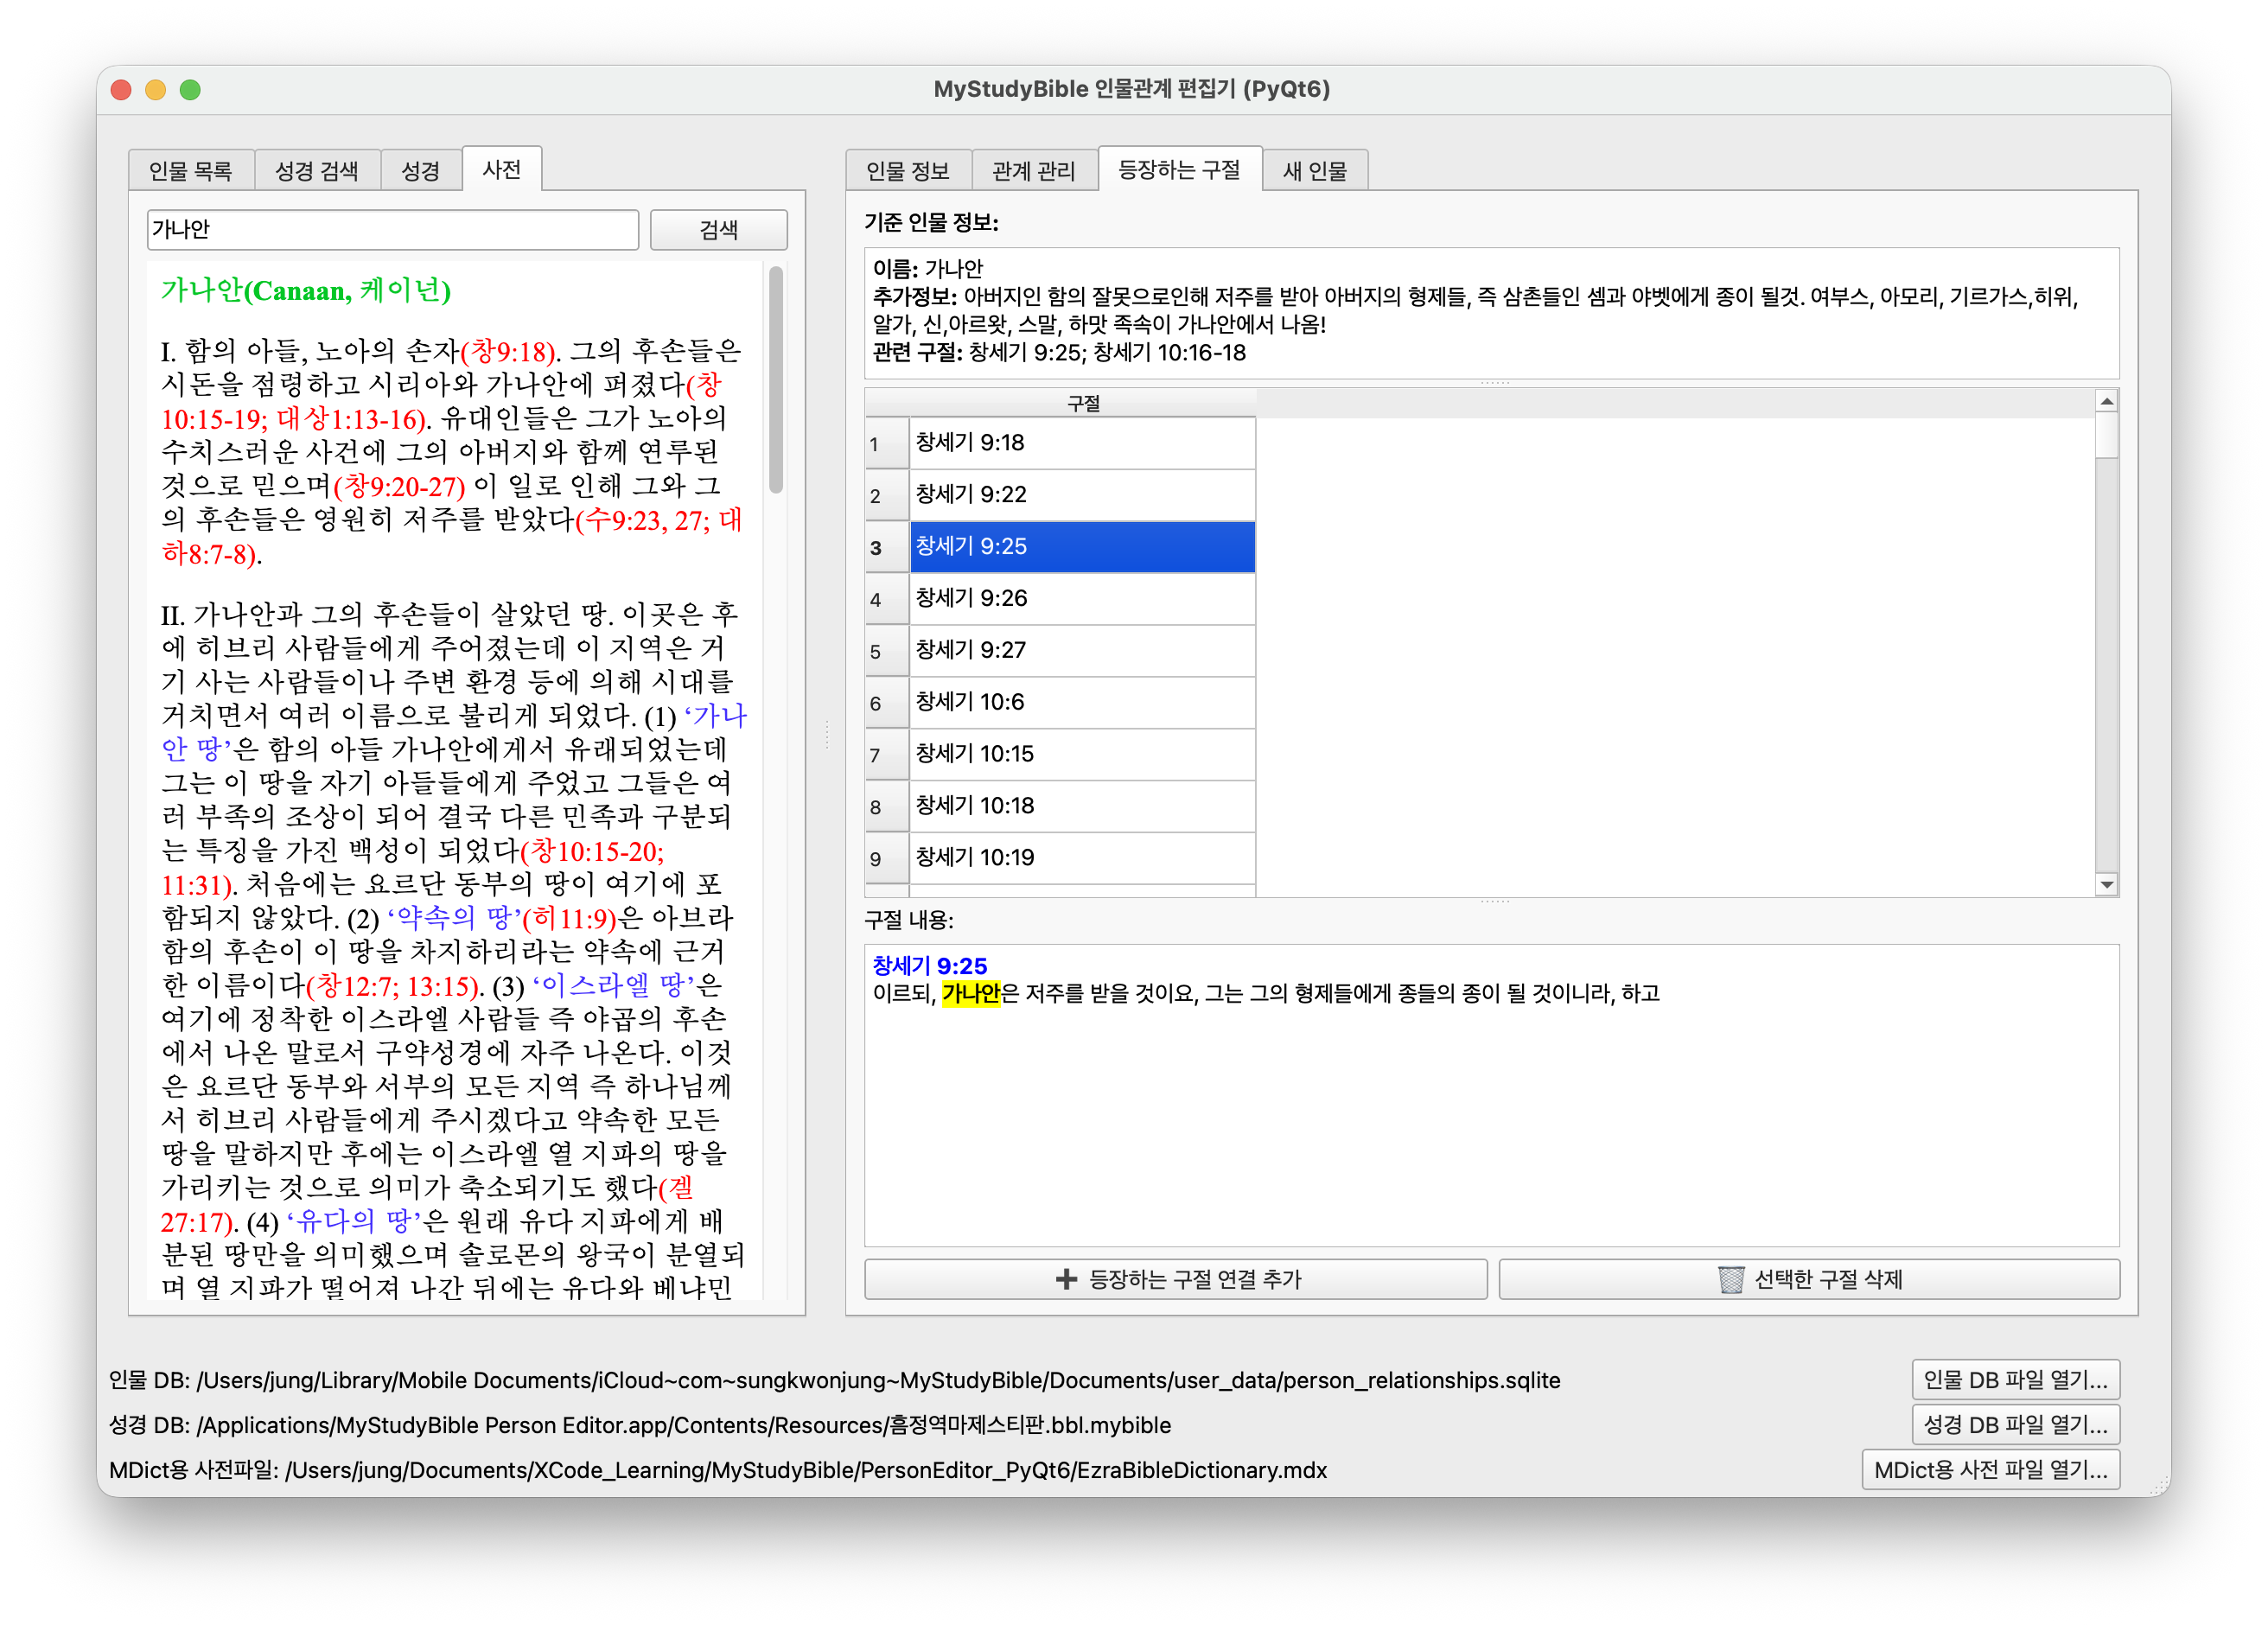 MyStudyBible 인물관계 편집기 (PyQt6)
인물 목록
성경 검색
성경
사전
가나안
검색
가나안(Canaan, 케이넌)
I. 함의 아들, 노아의 손자(창9:18). 그의 후손들은
시돈을 점령하고 시리아와 가나안에 퍼졌다(창
10:15-19; 대상1:13-16). 유대인들은 그가 노아의
수치스러운 사건에 그의 아버지와 함께 연루된
것으로 믿으며(창9:20-27) 이 일로 인해 그와 그
의 후손들은 영원히 저주를 받았다(수9:23, 27; 대
하8:7-8).
II. 가나안과 그의 후손들이 살았던 땅. 이곳은 후
에 히브리 사람들에게 주어졌는데 이 지역은 거
기 사는 사람들이나 주변 환경 등에 의해 시대를
거치면서 여러 이름으로 불리게 되었다. (1) ‘가나
안 땅’은 함의 아들 가나안에게서 유래되었는데
그는 이 땅을 자기 아들들에게 주었고 그들은 여
러 부족의 조상이 되어 결국 다른 민족과 구분되
는 특징을 가진 백성이 되었다(창10:15-20;
11:31). 처음에는 요르단 동부의 땅이 여기에 포
함되지 않았다. (2) ‘약속의 땅’(히11:9)은 아브라
함의 후손이 이 땅을 차지하리라는 약속에 근거
한 이름이다(창12:7; 13:15). (3) ‘이스라엘 땅’은
여기에 정착한 이스라엘 사람들 즉 야곱의 후손
에서 나온 말로서 구약성경에 자주 나온다. 이것
은 요르단 동부와 서부의 모든 지역 즉 하나님께
서 히브리 사람들에게 주시겠다고 약속한 모든
땅을 말하지만 후에는 이스라엘 열 지파의 땅을
가리키는 것으로 의미가 축소되기도 했다(겔
27:17). (4) ‘유다의 땅’은 원래 유다 지파에게 배
분된 땅만을 의미했으며 솔로몬의 왕국이 분열되
며 열 지파가 떨어져 나간 뒤에는 유다와 베냐민
인물 정보
관계 관리
등장하는 구절
새 인물
기준 인물 정보:
이름: 가나안
추가정보: 아버지인 함의 잘못으로인해 저주를 받아 아버지의 형제들, 즉 삼촌들인 셈과 야벳에게 종이 될것. 여부스, 아모리, 기르가스,히위,
알가, 신,아르왓, 스말, 하맛 족속이 가나안에서 나옴!
관련 구절: 창세기 9:25; 창세기 10:16-18
구절
1 창세기 9:18
2 창세기 9:22
3 창세기 9:25
4 창세기 9:26
5 창세기 9:27
6 창세기 10:6
7 창세기 10:15
8 창세기 10:18
9 창세기 10:19
구절 내용:
창세기 9:25
이르되, 가나안은 저주를 받을 것이요, 그는 그의 형제들에게 종들의 종이 될 것이니라, 하고
등장하는 구절 연결 추가
선택한 구절 삭제
인물 DB: /Users/jung/Library/Mobile Documents/iCloud~com~sungkwonjung~MyStudyBible/Documents/user_data/person_relationships.sqlite
인물 DB 파일 열기...
성경 DB: /Applications/MyStudyBible Person Editor.app/Contents/Resources/흠정역마제스티판.bbl.mybible
성경 DB 파일 열기...
MDict용 사전파일: /Users/jung/Documents/XCode_Learning/MyStudyBible/PersonEditor_PyQt6/EzraBibleDictionary.mdx
MDict용 사전 파일 열기...